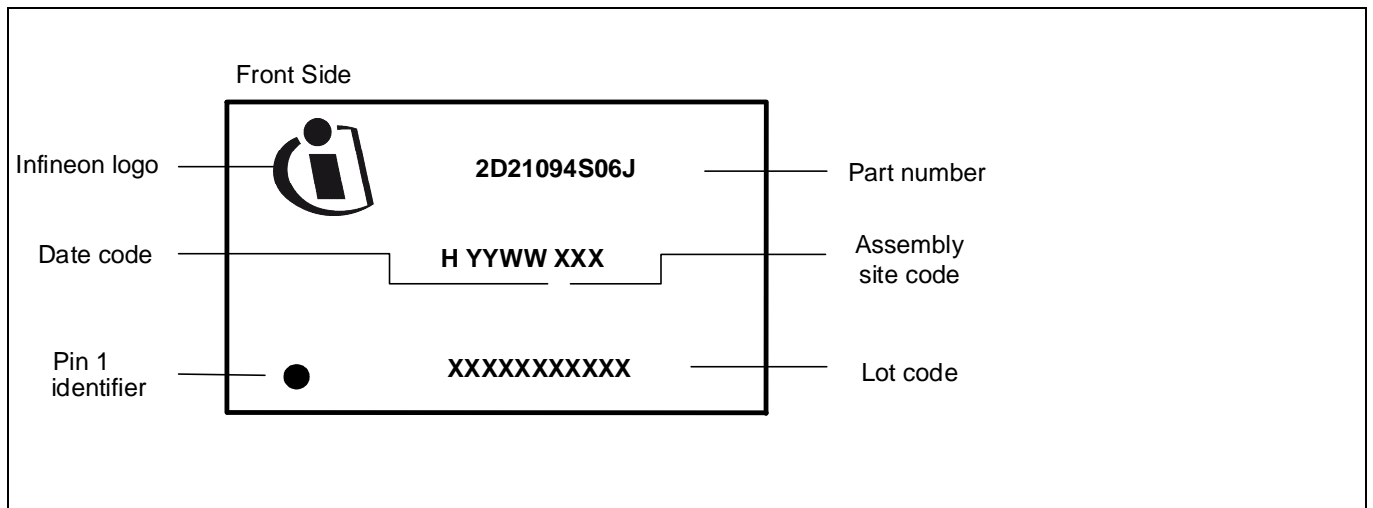 Front Side
Infineon logo
2D21094S06J
Part number
Date code
H YYWW XXX
Assembly
site code
Pin 1
identifier
XXXXXXXXXXX
Lot code